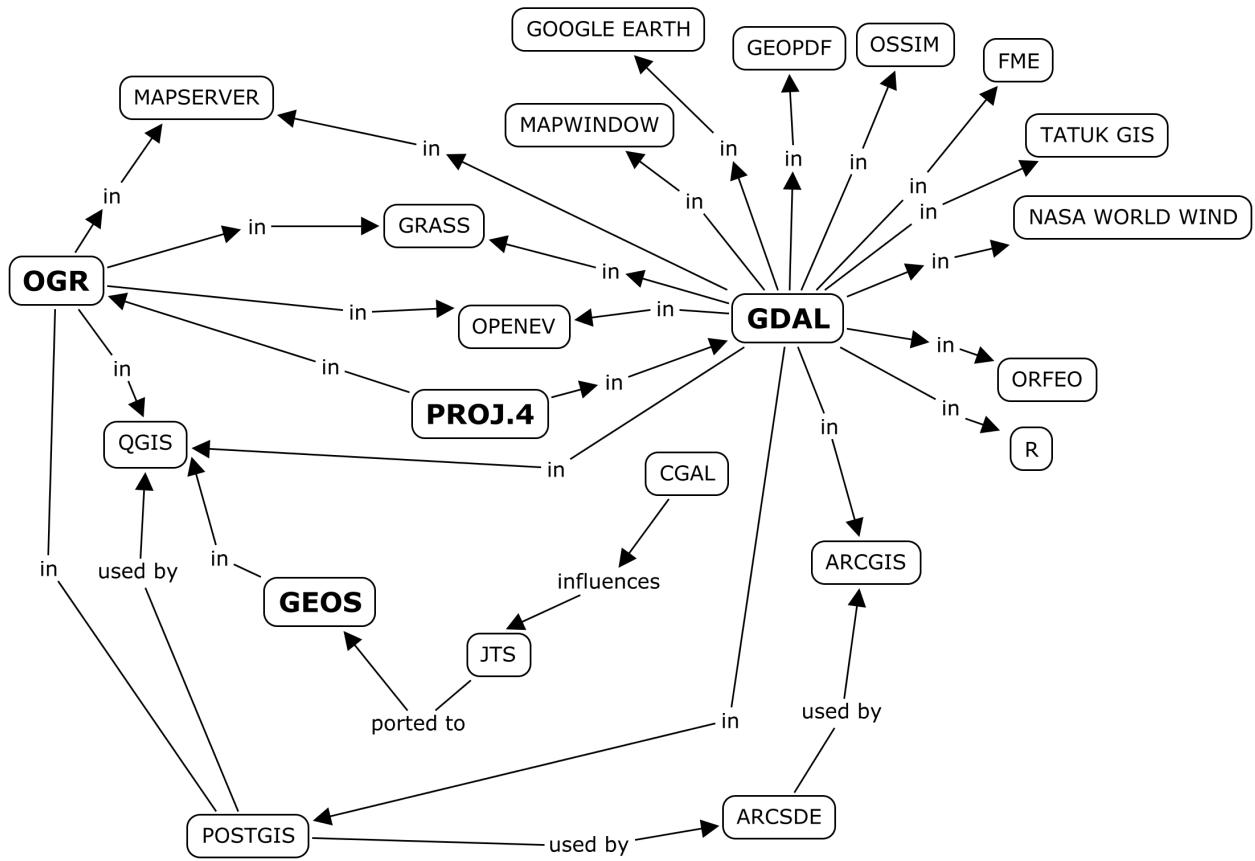 GOOGLE EARTH
GEOPDF
OSSIM
FME
MAPSERVER
MAPWINDOW
TATUK GIS
in
in
in
in
in
in
in
in
in
NASA WORLD WIND
GRASS
in
in
in
OGR
in
in
OPENEV
GDAL
in
in
in
in
ORFEO
PROJ.4
in
in
QGIS
R
in
CGAL
in
in
used by
influences
ARCGIS
GEOS
JTS
ported to
in
used by
POSTGIS
used by
ARCSDE